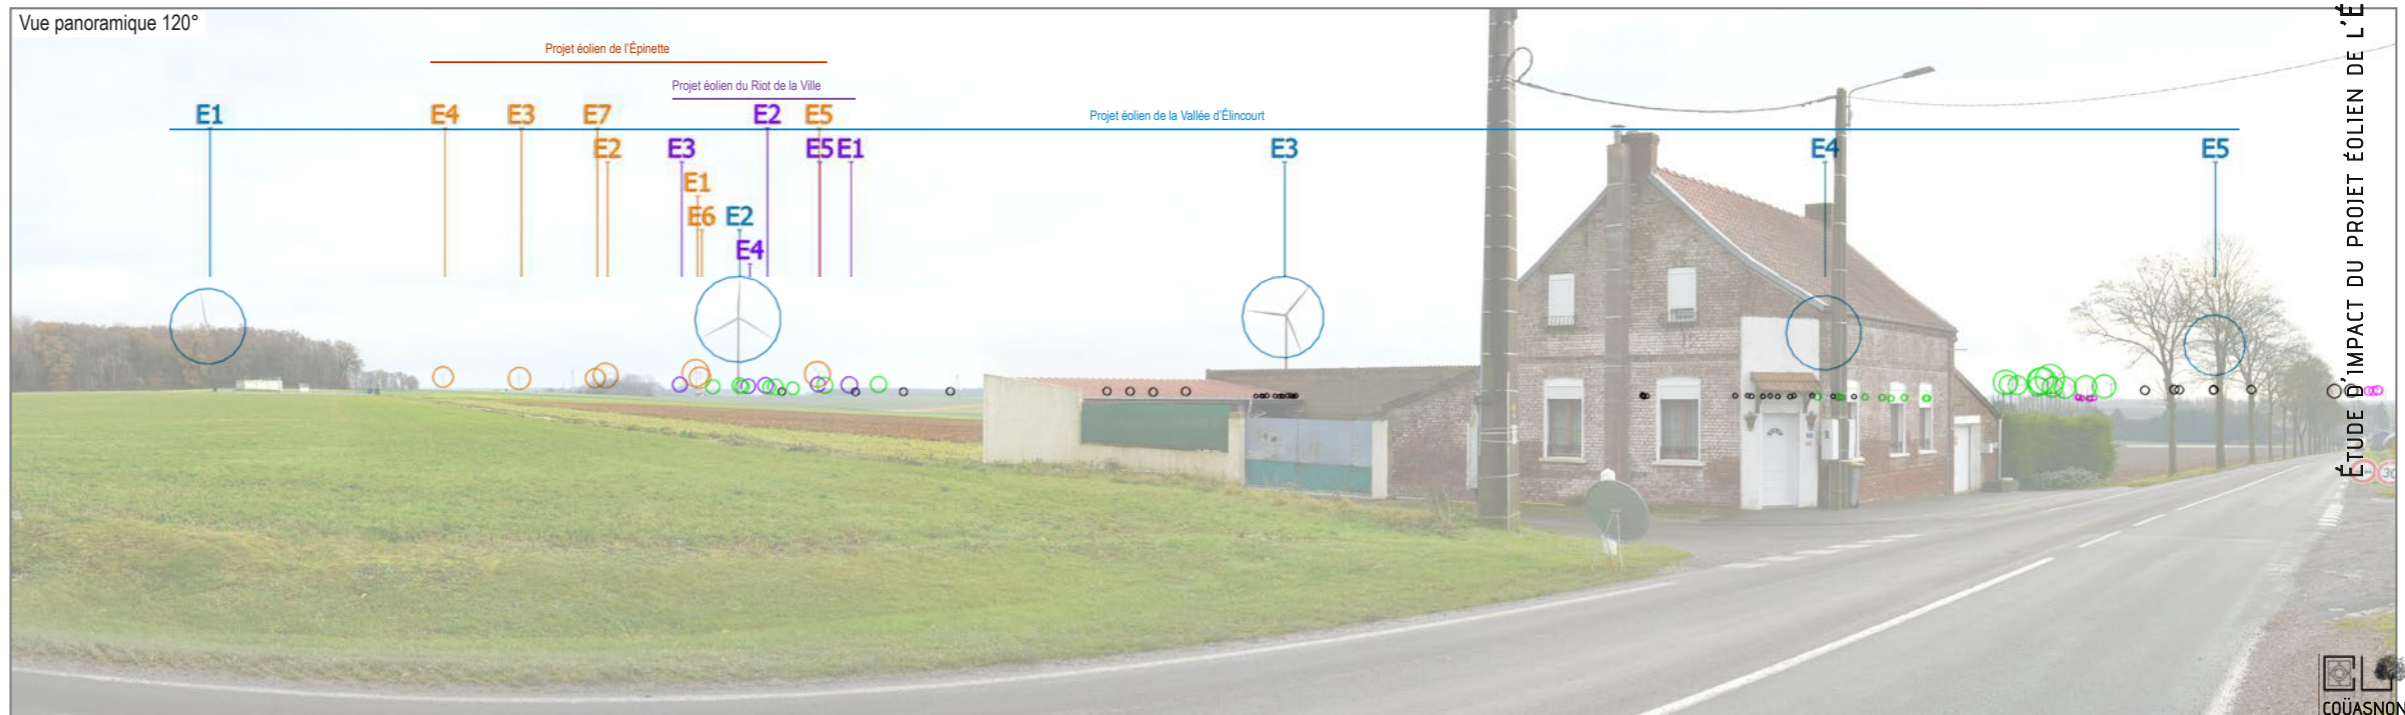 Vue panoramique 120°
Projet éolien de l'Épinette
Projet éolien du Riot de la Ville
Projet éolien de la Vallée d'Élincourt
E1
E4
E3
E7
E2
E5
E2
E3
E5
E1
E3
E4
E5
E1
E6
E2
E4
ÉTUDE D'IMPACT DU PROJET ÉOLIEN DE L'É
30
COÜASNON